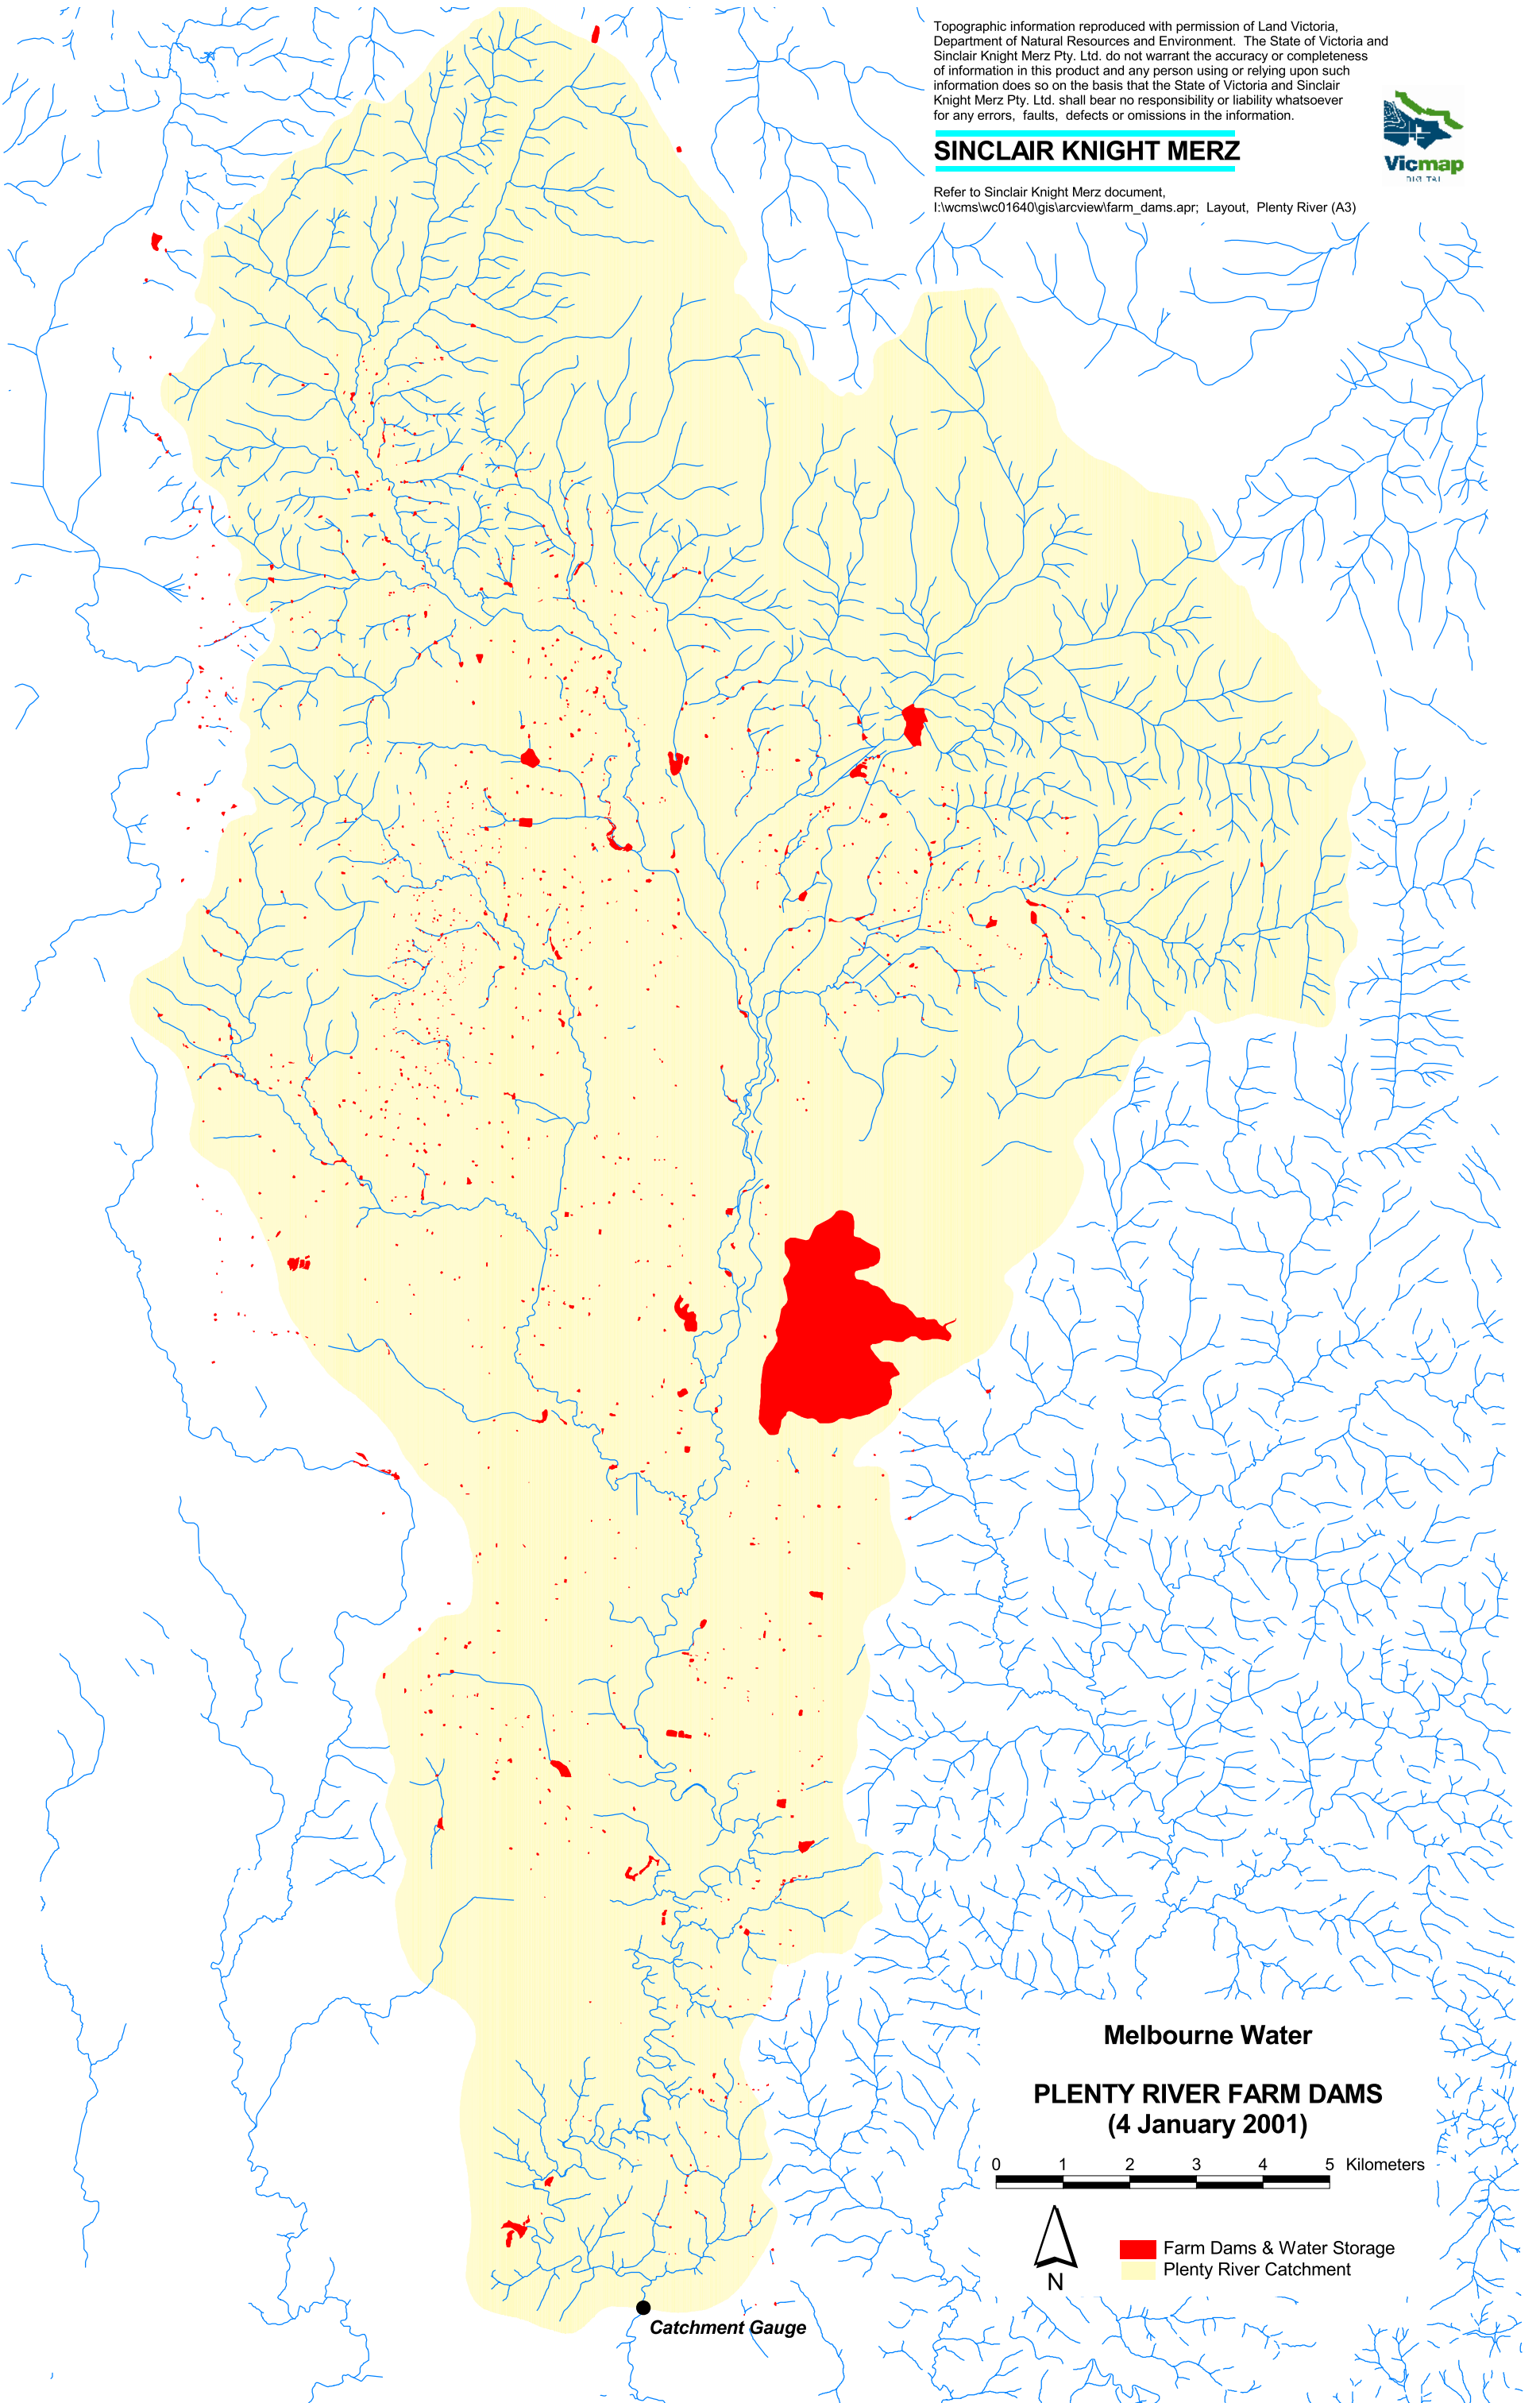 Topographic information reproduced with permission of Land Victoria,
Department of Natural Resources and Environment. The State of Victoria and
Sinclair Knight Merz Pty. Ltd. do not warrant the accuracy or completeness
of information in this product and any person using or relying upon such
information does so on the basis that the State of Victoria and Sinclair
Knight Merz Pty. Ltd. shall bear no responsibility or liability whatsoever
for any errors, faults, defects or omissions in the information.
SINCLAIR KNIGHT MERZ
Vicmap
Refer to Sinclair Knight Merz document,
I:\wcms\wc01640\gis\arcview\farm_dams.apr; Layout, Plenty River (A3)
Melbourne Water
PLENTY RIVER FARM DAMS
(4 January 2001)
0 1 2 3 4 5 Kilometers
N
Farm Dams & Water Storage
Plenty River Catchment
Catchment Gauge